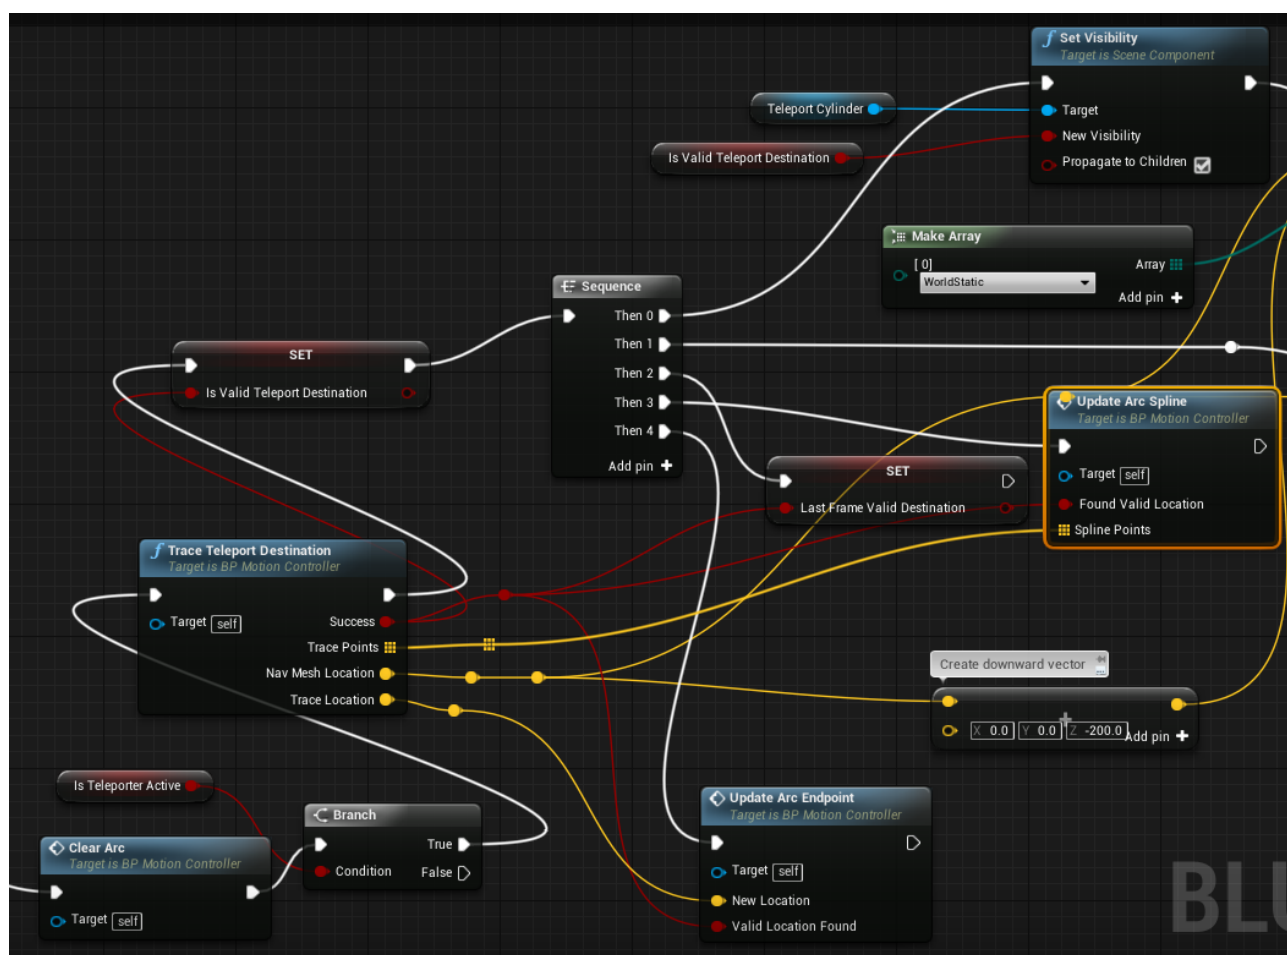 Set Visibility
Target is Scene Component
Target
New Visibility
Propagate to Children
Teleport Cylinder
Is Valid Teleport Destination
Make Array
[ 0]
WorldStatic
Array
Add pin
Sequence
Then 0
Then 1
Then 2
Then 3
Then 4
Add pin
SET
Is Valid Teleport Destination
Update Arc Spline
Target is BP Motion Controller
Target self
Found Valid Location
Spline Points
SET
Last Frame Valid Destination
Trace Teleport Destination
Target is BP Motion Controller
Target self
Success
Trace Points
Nav Mesh Location
Trace Location
Create downward vector
X 0.0 Y 0.0 Z -200.0 Add pin
Is Teleporter Active
Branch
True
Condition False
Clear Arc
Target is BP Motion Controller
Target self
Update Arc Endpoint
Target is BP Motion Controller
Target self
New Location
Valid Location Found